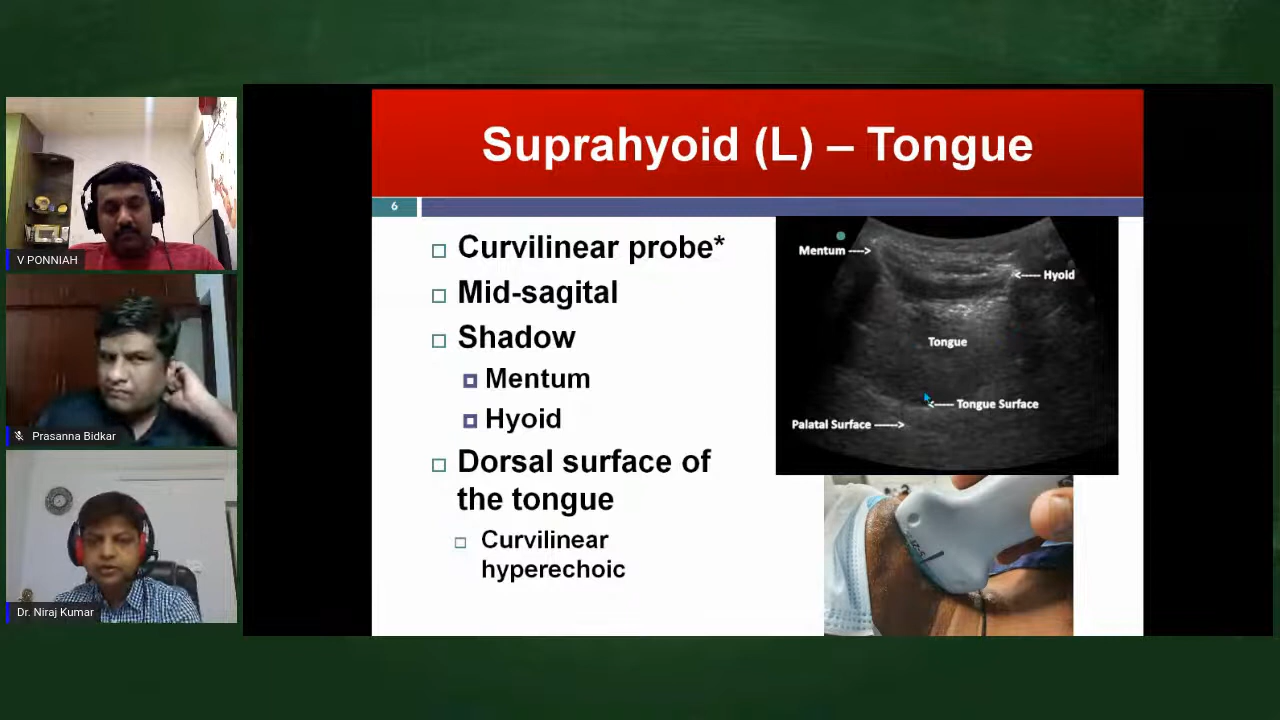 Suprahyoid (L) – Tongue
6
Curvilinear probe*
Mid-sagital
Shadow
Mentum
Hyoid
Dorsal surface of
the tongue
Curvilinear
hyperechoic
Mentum ---->
<----- Hyoid
Tongue
<----- Tongue Surface
Palatal Surface ----->
V PONNIAH
Prasanna Bidkar
Dr. Niraj Kumar